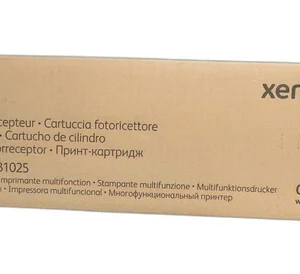 xer
cepteur • Cartuccia fotoricettore
• Cartucho de cilindro
orreceptor • Принт-картридж
31025
imprimante multifonction • Stampante multifunzione • Multifunktionsdrucker
o • Impressora multifuncional • Многофункциональный принтер
w